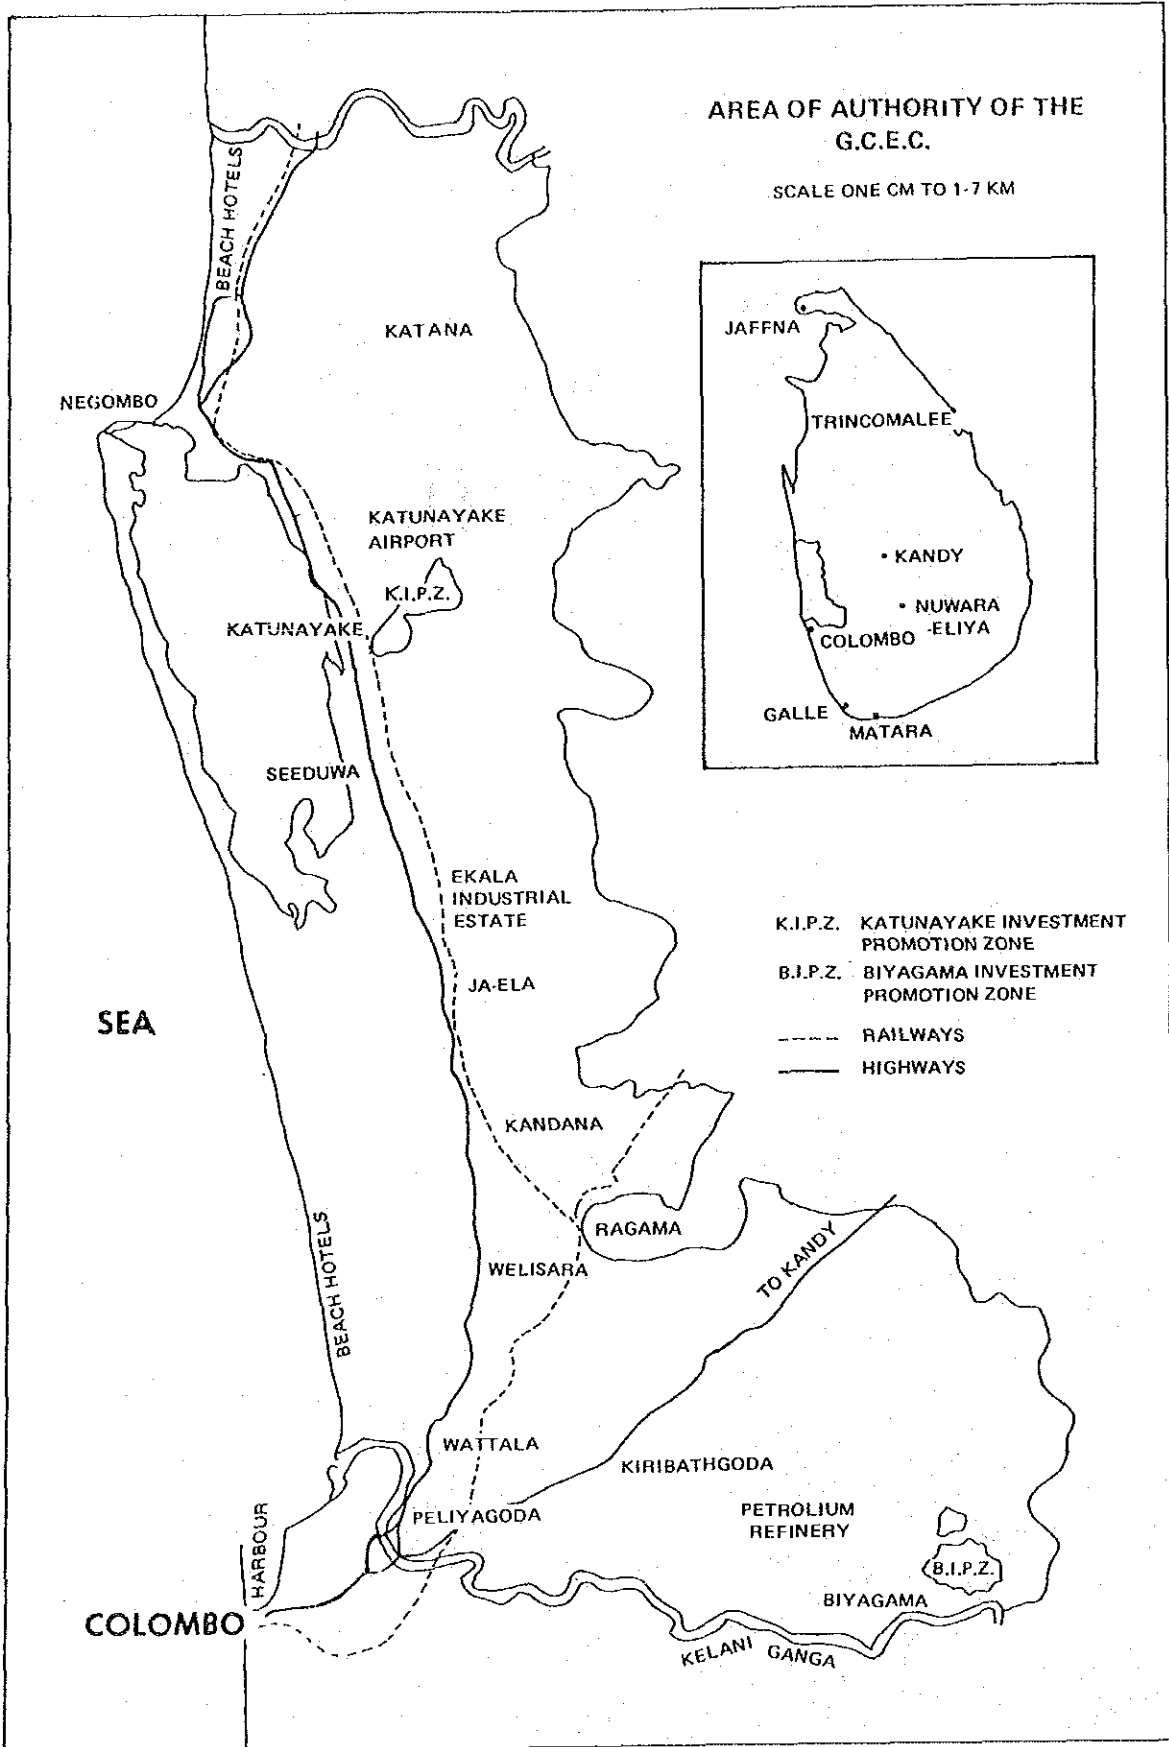 AREA OF AUTHORITY OF THE
G.C.E.C.
SCALE ONE CM TO 1-7 KM
BEACH HOTELS
KATANA
NEGOMBO
KATUNAYAKE
AIRPORT
K.I.P.Z.
KATUNAYAKE
SEEDUWA
EKALA
INDUSTRIAL
ESTATE
JA-ELA
SEA
KANDANA
RAGAMA
WELISARA
BEACH HOTELS
TO KANDY
WATTALA
KIRIBATHGODA
PELIYAGODA
PETROLIUM
REFINERY
HARBOUR
B.I.P.Z.
BIYAGAMA
COLOMBO
KELANI GANGA
JAFFNA
TRINCOMALEE
KANDY
NUWARA
-ELIYA
COLOMBO
GALLE
MATARA
K.I.P.Z. KATUNAYAKE INVESTMENT
PROMOTION ZONE
B.I.P.Z. BIYAGAMA INVESTMENT
PROMOTION ZONE
RAILWAYS
HIGHWAYS